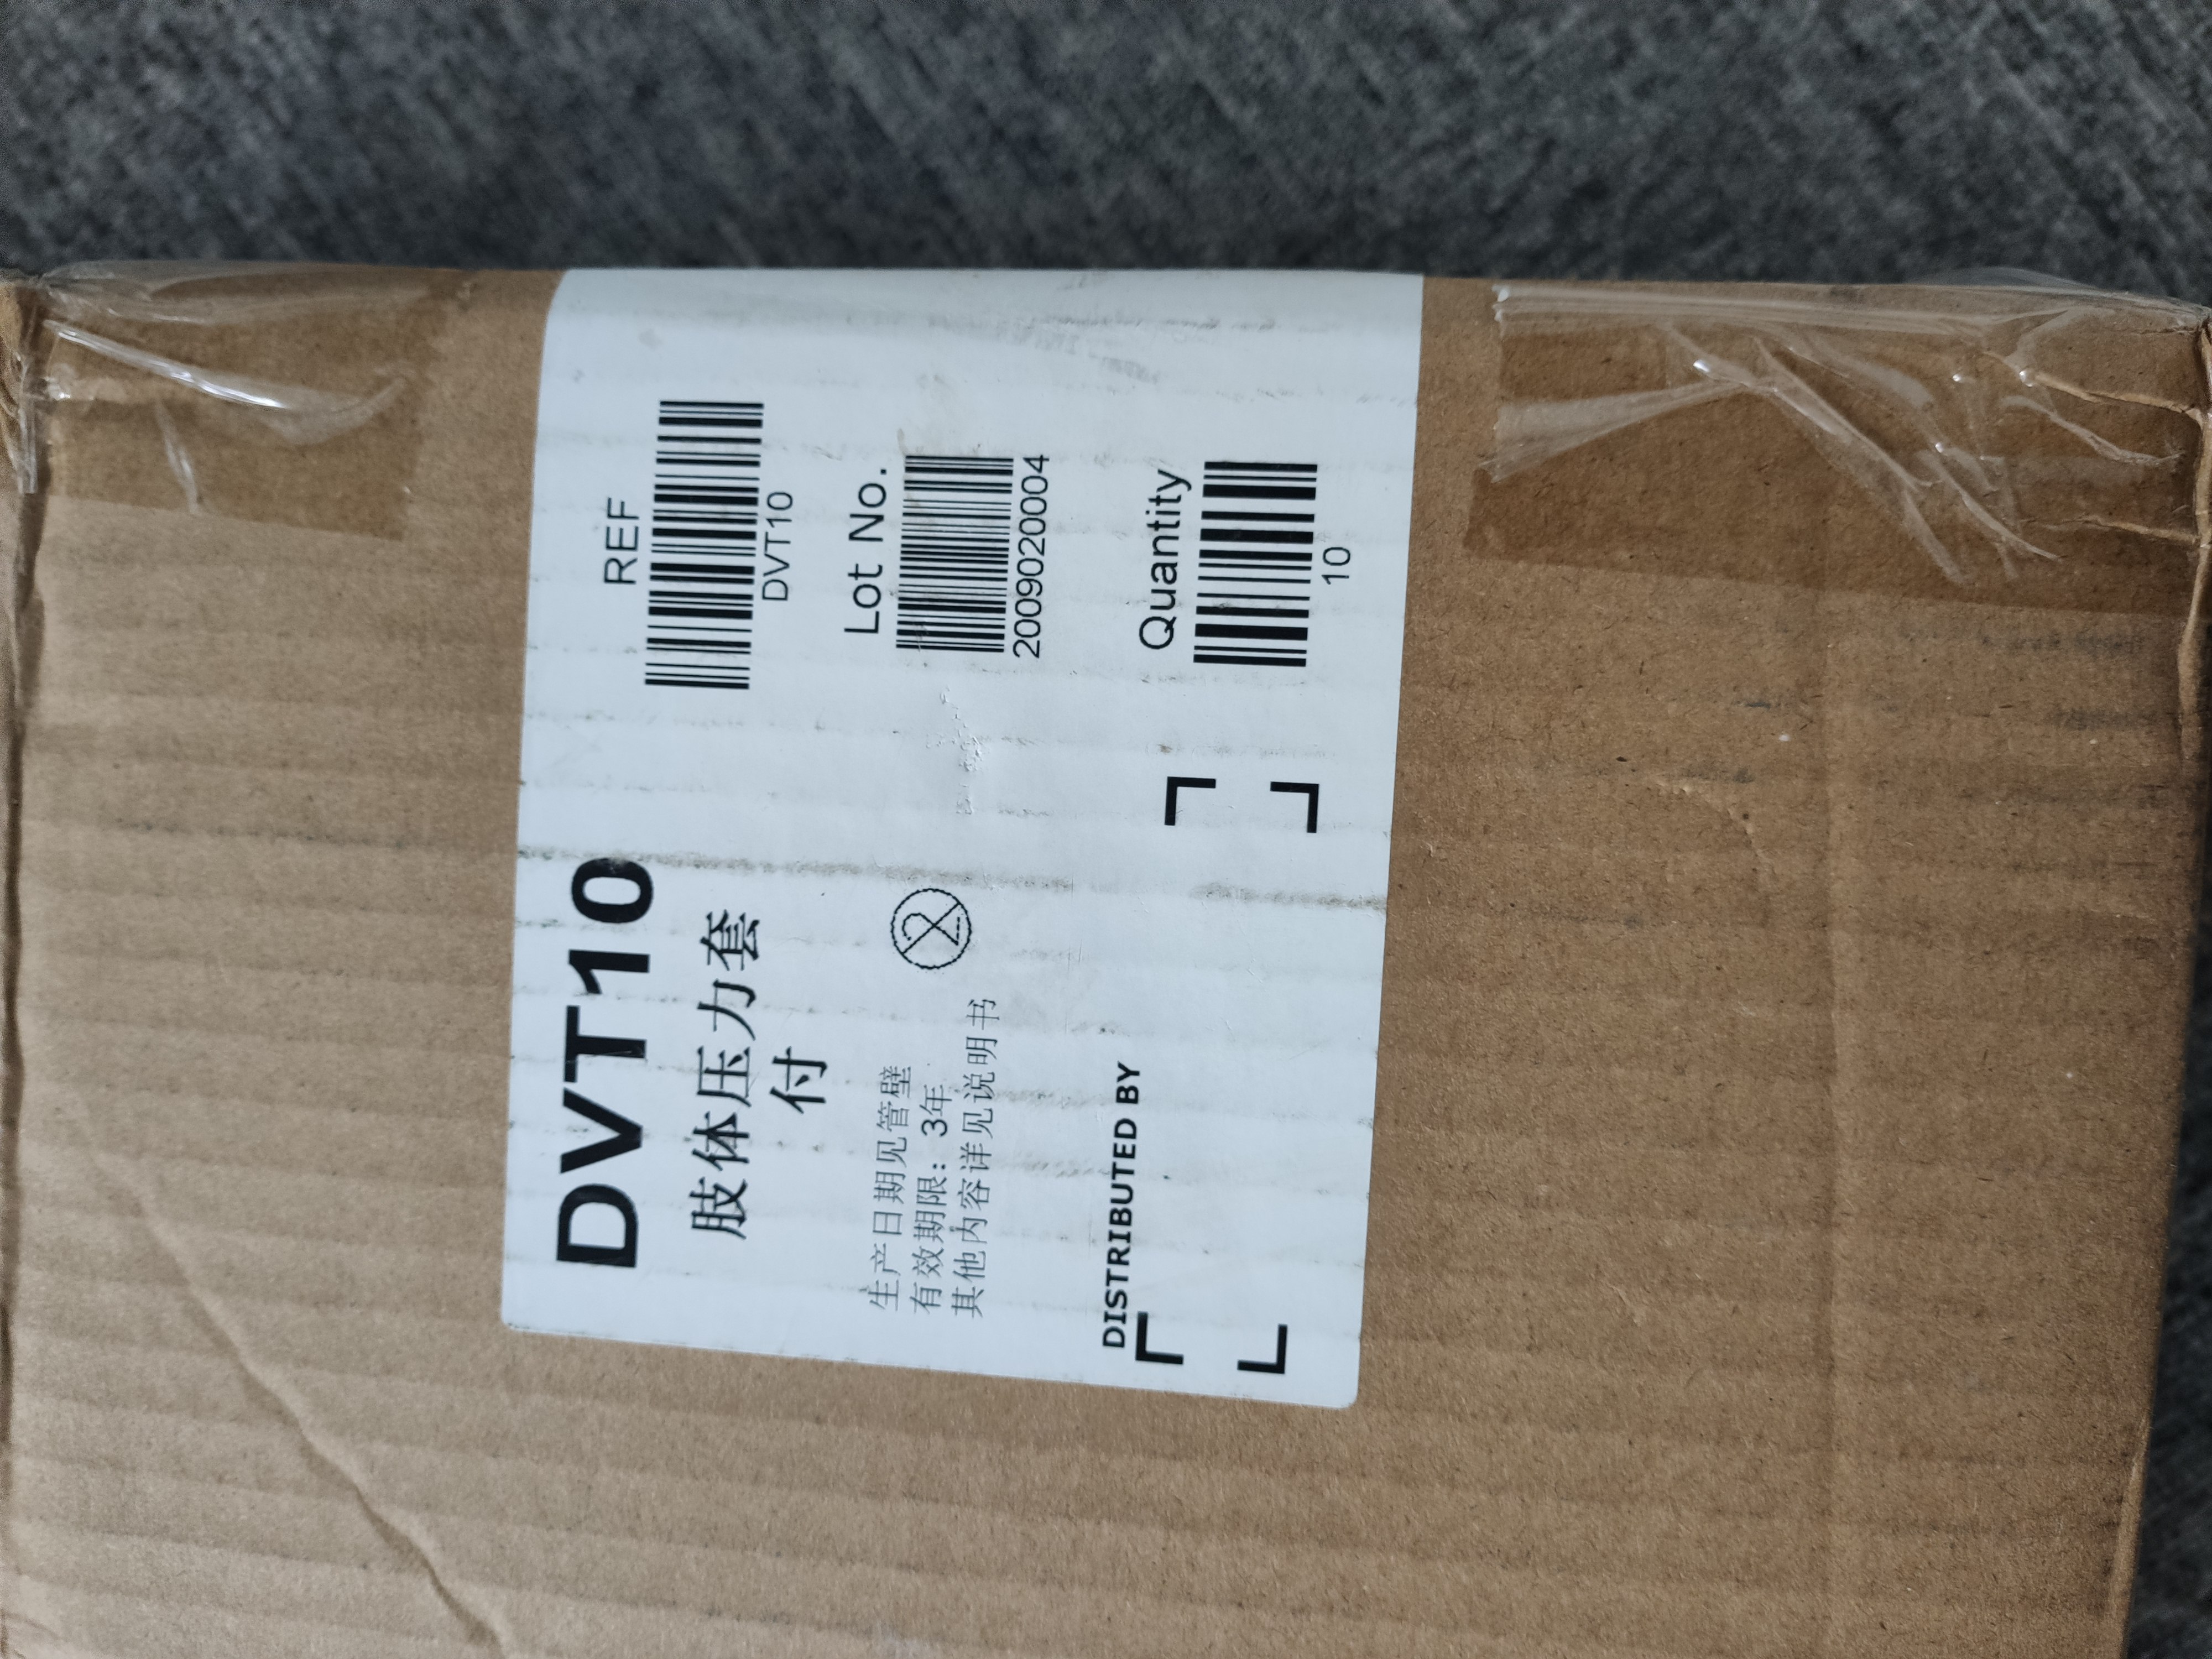 DVT10
肢体压力套
付
生产日期见管壁
有效期限: 3年
其他内容详见说明书
2
DISTRIBUTED BY
REF
DVT10
Lot No.
2009020004
Quantity
10